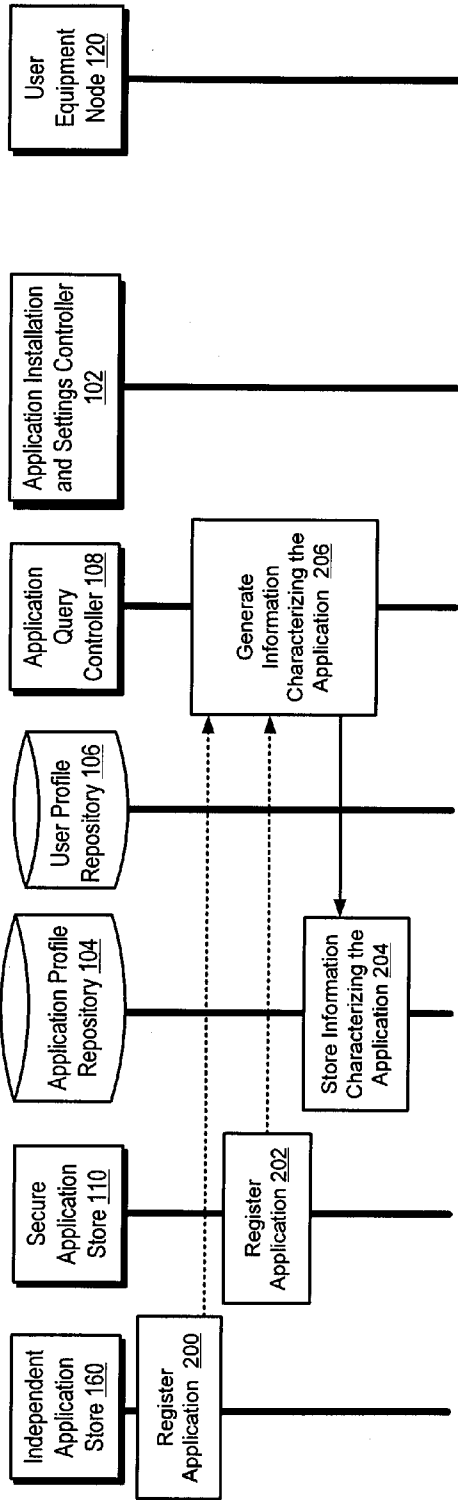 Independent
Application
Store 160
Secure
Application
Store 110
Application Profile
Repository 104
User Profile
Repository 106
Application
Query
Controller 108
Application Installation
and Settings Controller
102
User
Equipment
Node 120
Register
Application 200
Register
Application 202
Generate
Information
Characterizing the
Application 206
Store Information
Characterizing the
Application 204